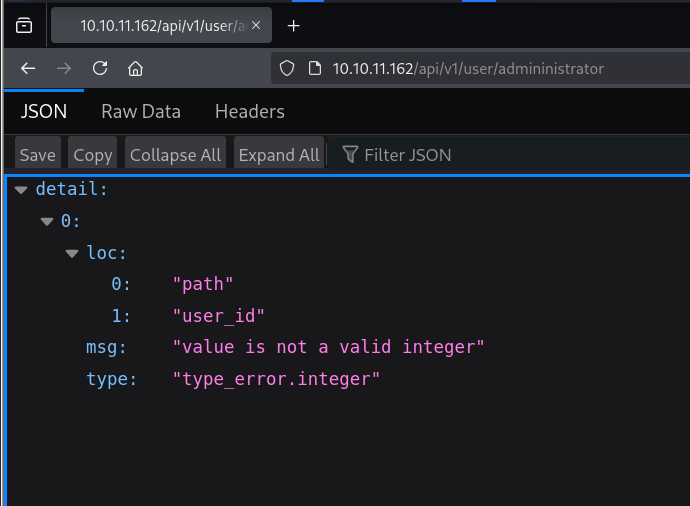 10.10.11.162/api/v1/user/a
10.10.11.162/api/v1/user/admininistrator
JSON Raw Data Headers
Save Copy Collapse All Expand All Filter JSON
detail:
0:
loc:
0: "path"
1: "user_id"
msg: "value is not a valid integer"
type: "type_error.integer"